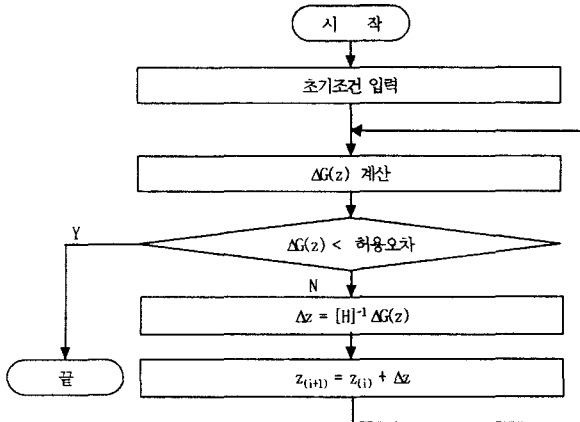 시 작
초기조건 입력
ΔG(z) 계산
ΔG(z) < 허용오차
Y
N
Δz = [H]⁻¹ ΔG(z)
끝
z₍ᵢ₊₁₎ = z₍ᵢ₎ + Δz